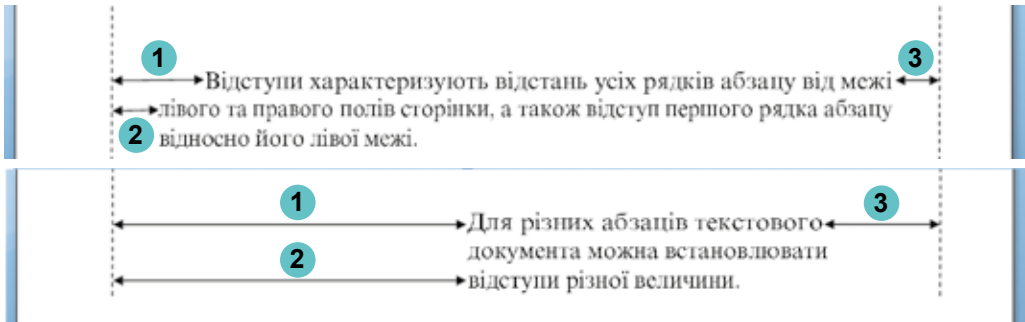 1
3
Відступи характеризують відстань усіх рядків абзацу від межі
лівого та правого полів сторінки, а також відступ першого рядка абзацу
2
відносно його лівої межі.
1
3
Для різних абзаців текстового
документа можна встановлювати
2
відступи різної величини.